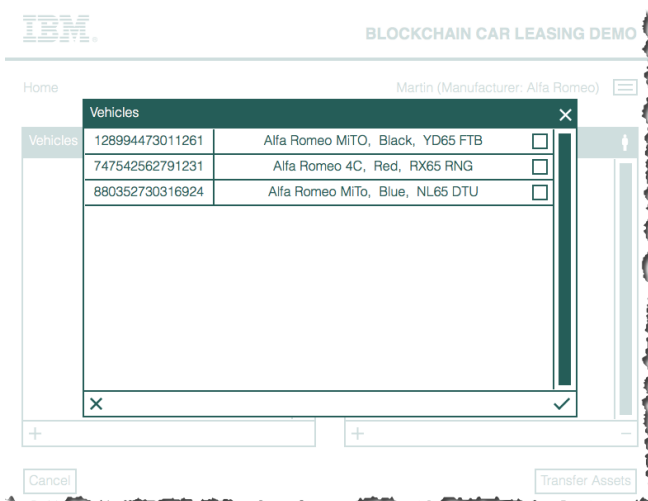 IBM.
BLOCKCHAIN CAR LEASING DEMO
Home
Martin (Manufacturer: Alfa Romeo)
Vehicles
Vehicles
128994473011261 Alfa Romeo MiTO, Black, YD65 FTB
747542562791231 Alfa Romeo 4C, Red, RX65 RNG
880352730316924 Alfa Romeo MiTo, Blue, NL65 DTU
Cancel
Transfer Assets